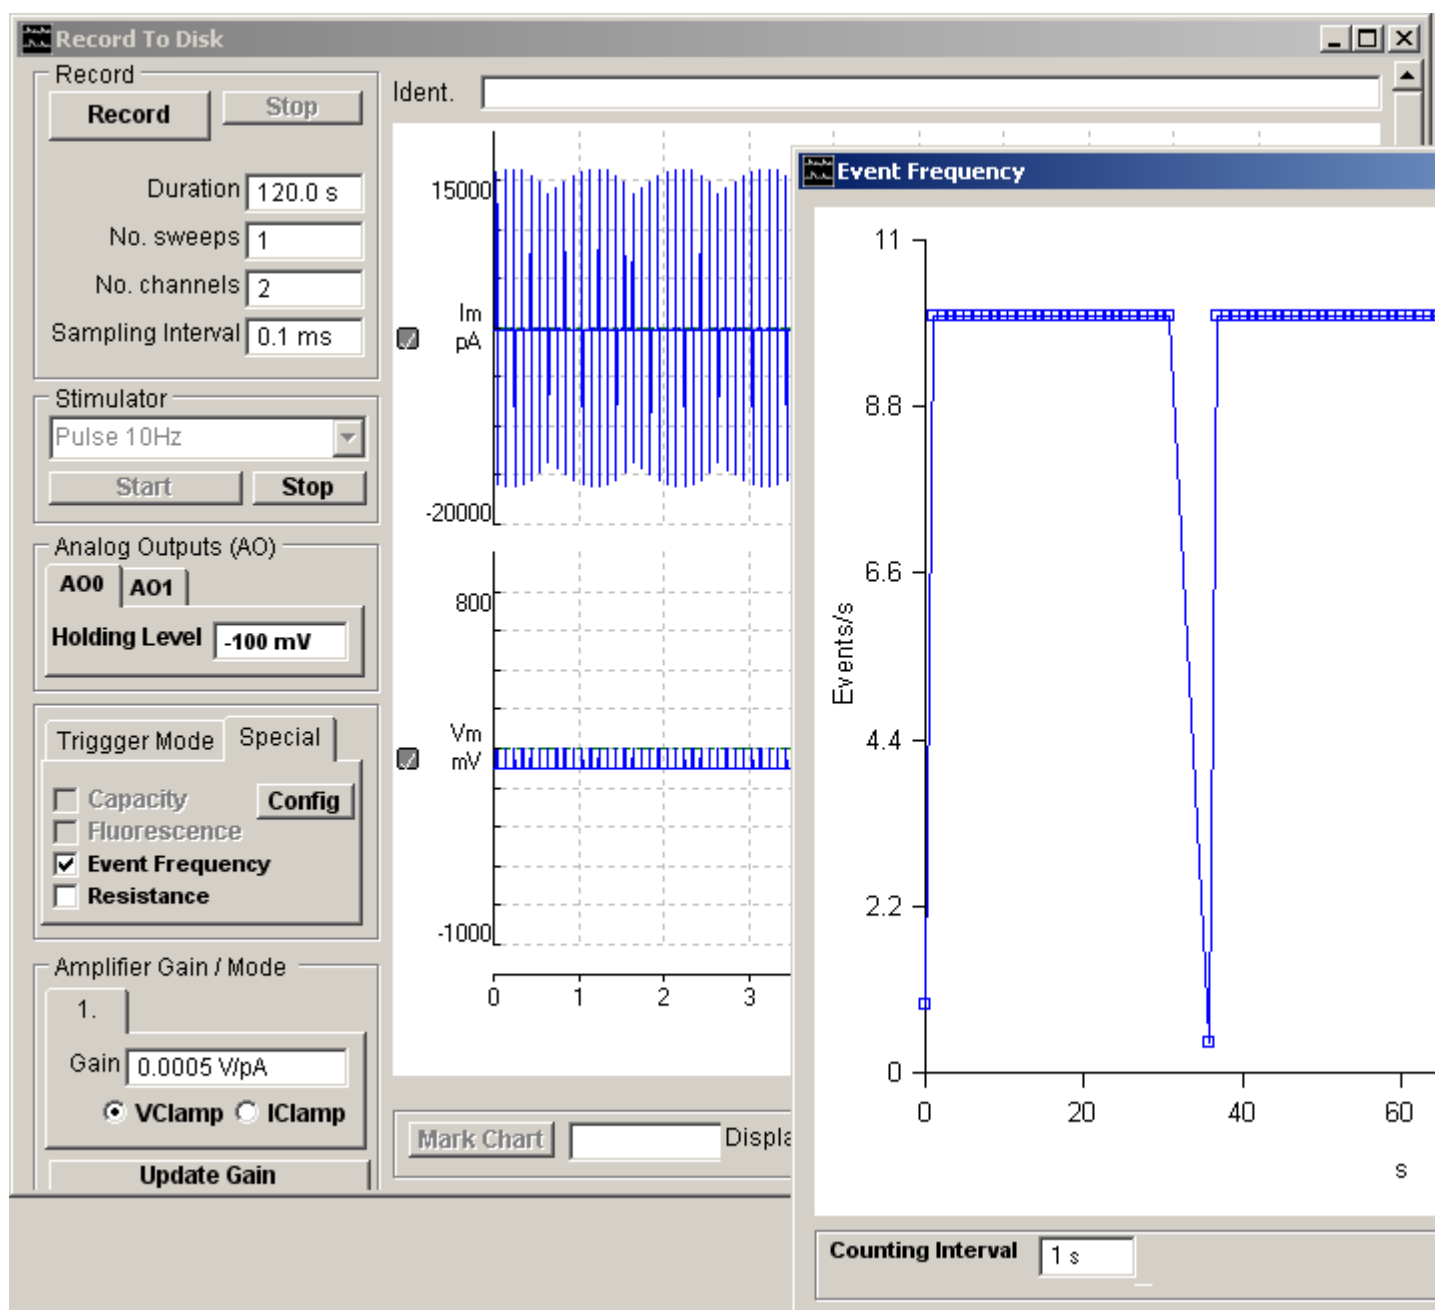 Record To Disk
Record
Record
Stop
Duration 120.0 s
No. sweeps 1
No. channels 2
Sampling Interval 0.1 ms
Stimulator
Pulse 10Hz
Start
Stop
Analog Outputs (AO)
AO0
AO1
Holding Level -100 mV
Triggger Mode
Special
Capacity
Config
Fluorescence
Event Frequency
Resistance
Amplifier Gain / Mode
1.
Gain 0.0005 V/pA
VClamp
IClamp
Update Gain
Ident.
15000
Im
pA
-20000
800
Vm
mV
-1000
0 1 2 3
Mark Chart
Displa
Event Frequency
11
8.8
6.6
Events/s
4.4
2.2
0
0 20 40 60
s
Counting Interval 1 s